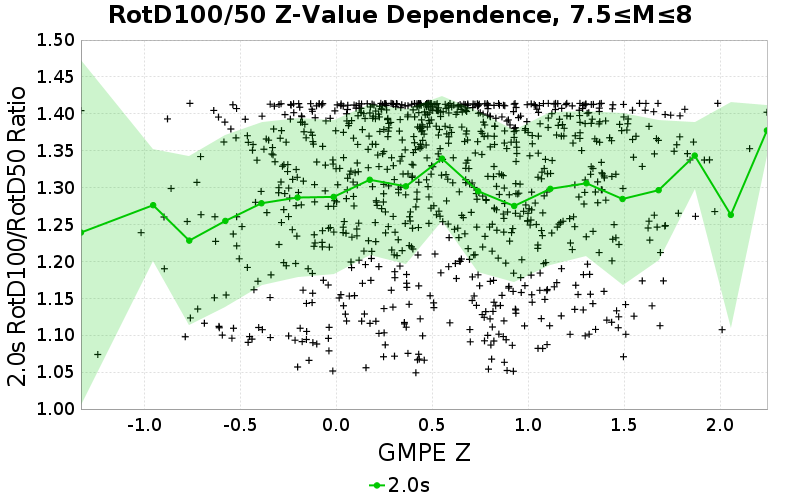 RotD100/50 Z-Value Dependence, 7.5≤M≤8
2.0s RotD100/RotD50 Ratio
1.50
1.45
1.40
1.35
1.30
1.25
1.20
1.15
1.10
1.05
1.00
-1.0 -0.5 0.0 0.5 1.0 1.5 2.0
GMPE Z
2.0s